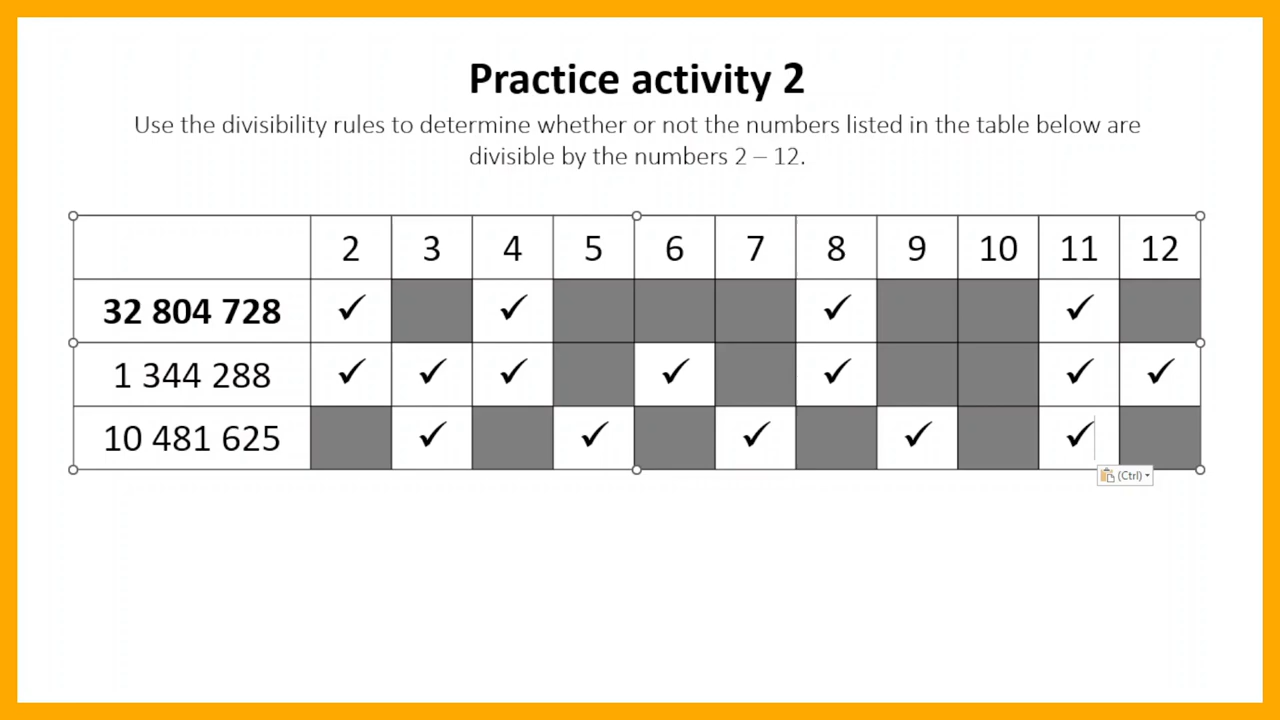 Practice activity 2
Use the divisibility rules to determine whether or not the numbers listed in the table below are
divisible by the numbers 2 – 12.
2 3 4 5 6 7 8 9 10 11 12
32 804 728 ✓ ✓ ✓ ✓
1 344 288 ✓ ✓ ✓ ✓ ✓ ✓ ✓
10 481 625 ✓ ✓ ✓ ✓ ✓
(Ctrl)